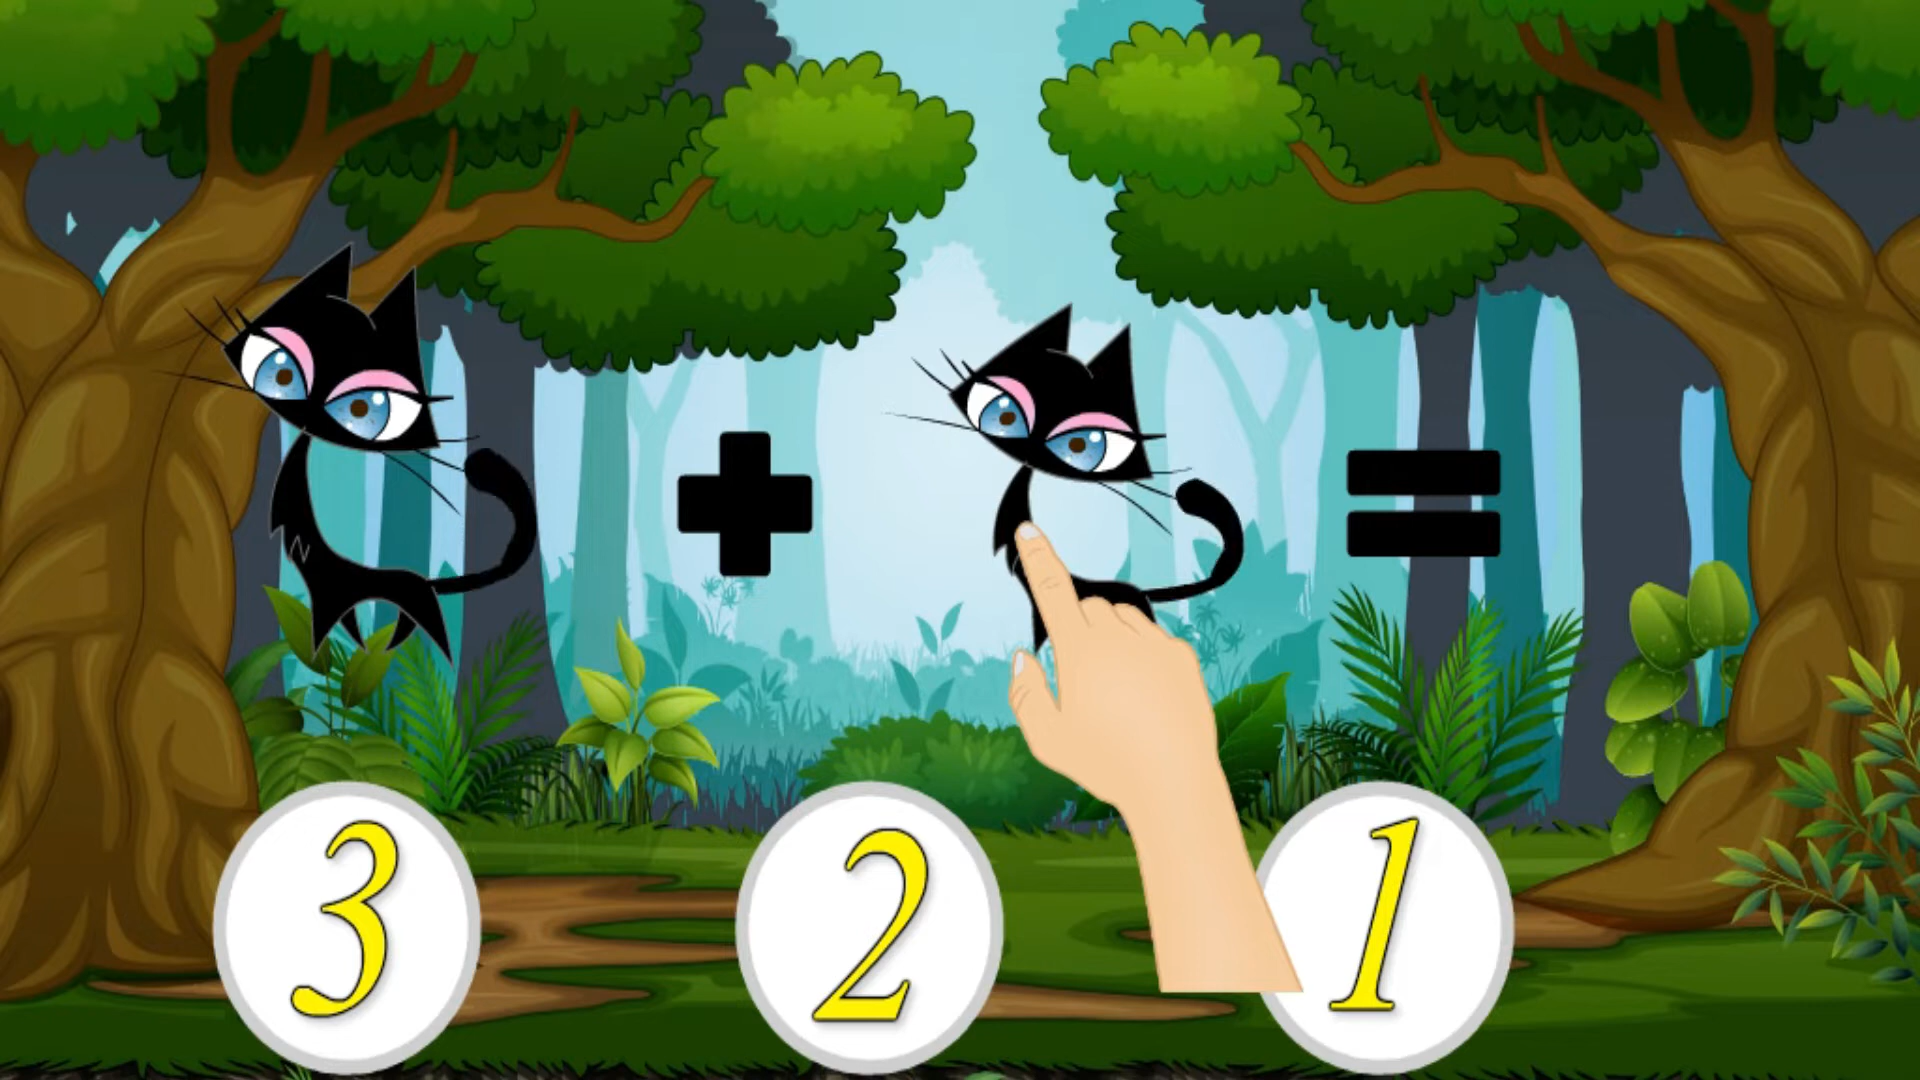 + =
3 2 1